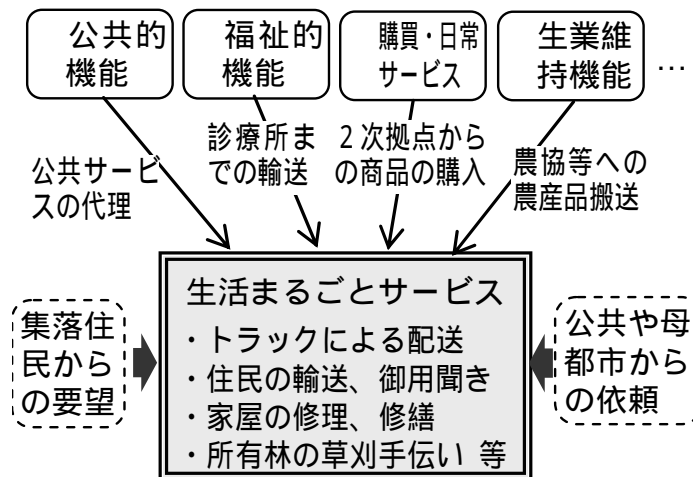 公共的
機能
福祉的
機能
購買・日常
サービス
生業維
持機能
…
公共サービ
スの代理
診療所ま
での輸送
２次拠点から
の商品の購入
農協等への
農産品搬送
集落住
民から
の要望
生活まるごとサービス
・トラックによる配送
・住民の輸送、御用聞き
・家屋の修理、修繕
・所有林の草刈手伝い 等
公共や母
都市から
の依頼